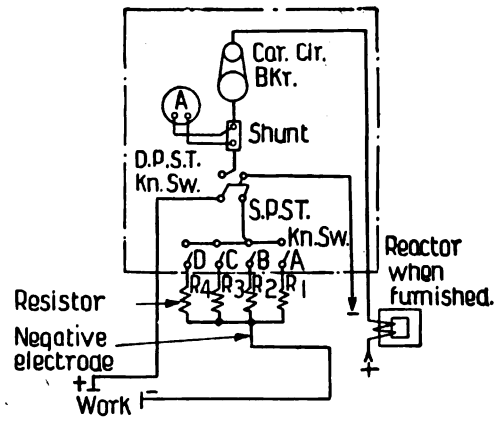 Car. Cir.
BKr.
A
Shunt
D.P.S.T.
Kn. Sw.
S.P.S.T.
Kn. Sw.
D C B A
R4 R3 R2 R1
Reactor
when
furnished.
Resistor
Negative
electrode
−
+
+
Work
−